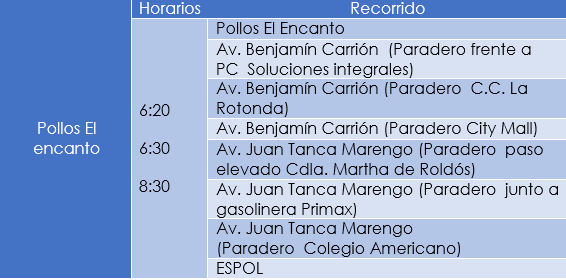 Horarios
Recorrido
Pollos El
encanto
6:20
6:30
8:30
Pollos El Encanto
Av. Benjamín Carrión (Paradero frente a
PC Soluciones integrales)
Av. Benjamín Carrión (Paradero C.C. La
Rotonda)
Av. Benjamín Carrión (Paradero City Mall)
Av. Juan Tanca Marengo (Paradero paso
elevado Cdla. Martha de Roldós)
Av. Juan Tanca Marengo (Paradero junto a
gasolinera Primax)
Av. Juan Tanca Marengo
(Paradero Colegio Americano)
ESPOL